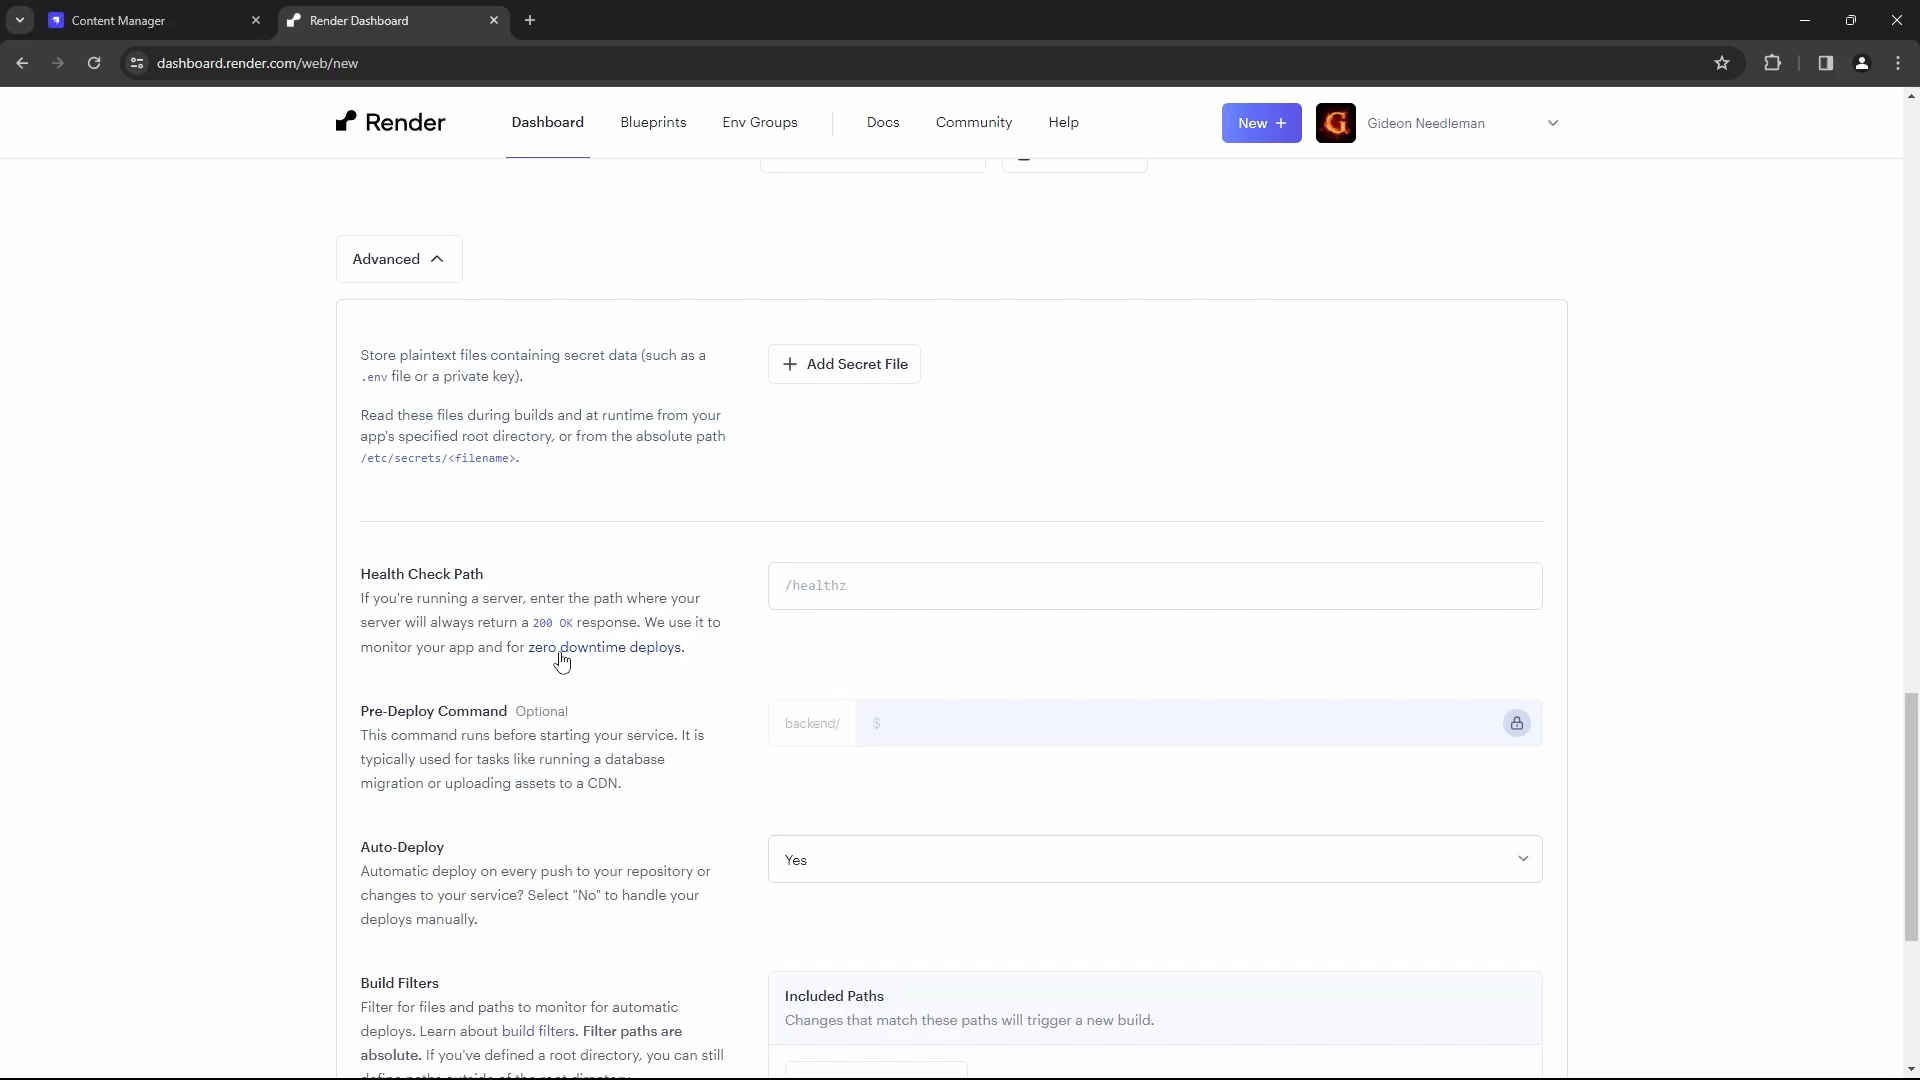 Content Manager
Render Dashboard
dashboard.render.com/web/new
Render
Dashboard
Blueprints
Env Groups
Docs
Community
Help
New +
G
Gideon Needleman
Advanced
Store plaintext files containing secret data (such as a
.env file or a private key).
Read these files during builds and at runtime from your
app's specified root directory, or from the absolute path
/etc/secrets/<filename>.
+ Add Secret File
Health Check Path
If you're running a server, enter the path where your
server will always return a 200 OK response. We use it to
monitor your app and for zero downtime deploys.
/healthz
Pre-Deploy Command Optional
This command runs before starting your service. It is
typically used for tasks like running a database
migration or uploading assets to a CDN.
backend/ $
Auto-Deploy
Automatic deploy on every push to your repository or
changes to your service? Select "No" to handle your
deploys manually.
Yes
Build Filters
Filter for files and paths to monitor for automatic
deploys. Learn about build filters. Filter paths are
absolute. If you've defined a root directory, you can still
define paths outside of the root directory.
Included Paths
Changes that match these paths will trigger a new build.